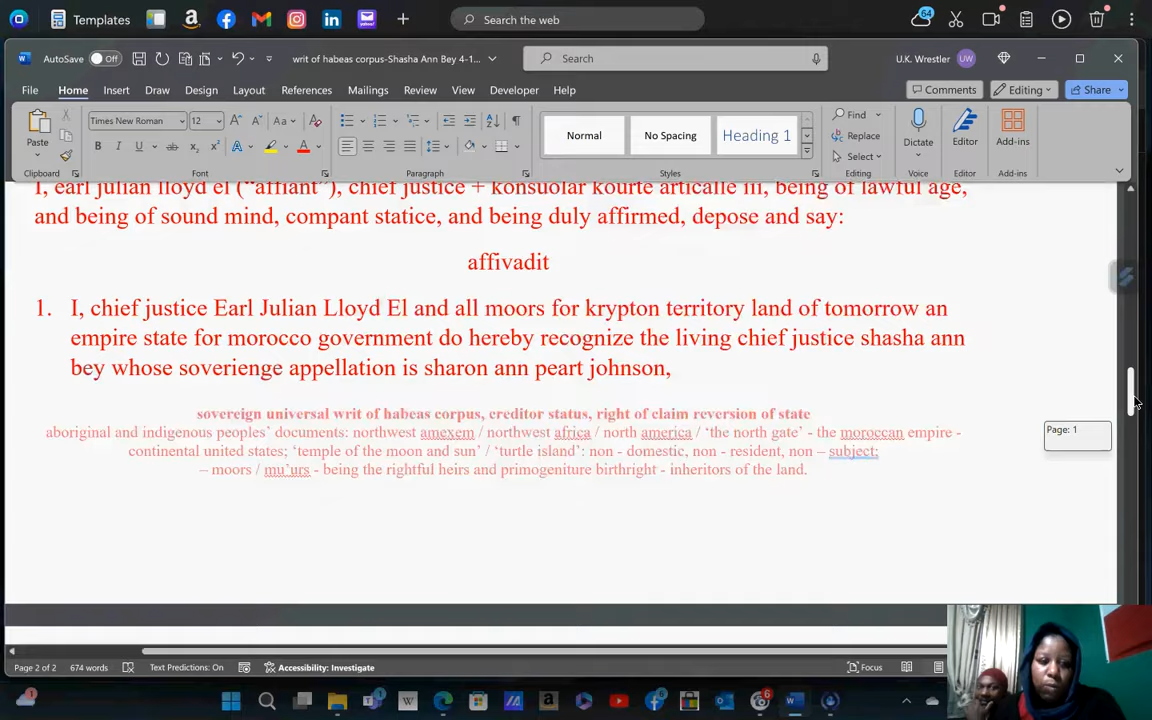 Templates
Search the web
64
AutoSave Off
writ of habeas corpus-Shasha Ann Bey 4-1...
Search
U.K. Wrestler UW
File Home Insert Draw Design Layout References Mailings Review View Developer Help
Comments Editing Share
Paste
Times New Roman 12
Normal No Spacing Heading 1
Find
Replace
Select
Dictate Editor Add-ins
Clipboard Font Paragraph Styles Editing Voice Editor Add-ins
I, earl julian lloyd el (“affiant”), chief justice + konsuolar kourte articalle iii, being of lawful age,
and being of sound mind, compant statice, and being duly affirmed, depose and say:
affivadit
1. I, chief justice Earl Julian Lloyd El and all moors for krypton territory land of tomorrow an
empire state for morocco government do hereby recognize the living chief justice shasha ann
bey whose soverienge appellation is sharon ann peart johnson,
sovereign universal writ of habeas corpus, creditor status, right of claim reversion of state
aboriginal and indigenous peoples’ documents: northwest amexem / northwest africa / north america / ‘the north gate’ - the moroccan empire -
continental united states; ‘temple of the moon and sun’ / ‘turtle island’: non - domestic, non - resident, non – subject;
– moors / mu’urs - being the rightful heirs and primogeniture birthright - inheritors of the land.
Page: 1
Page 2 of 2 674 words Text Predictions: On Accessibility: Investigate Focus